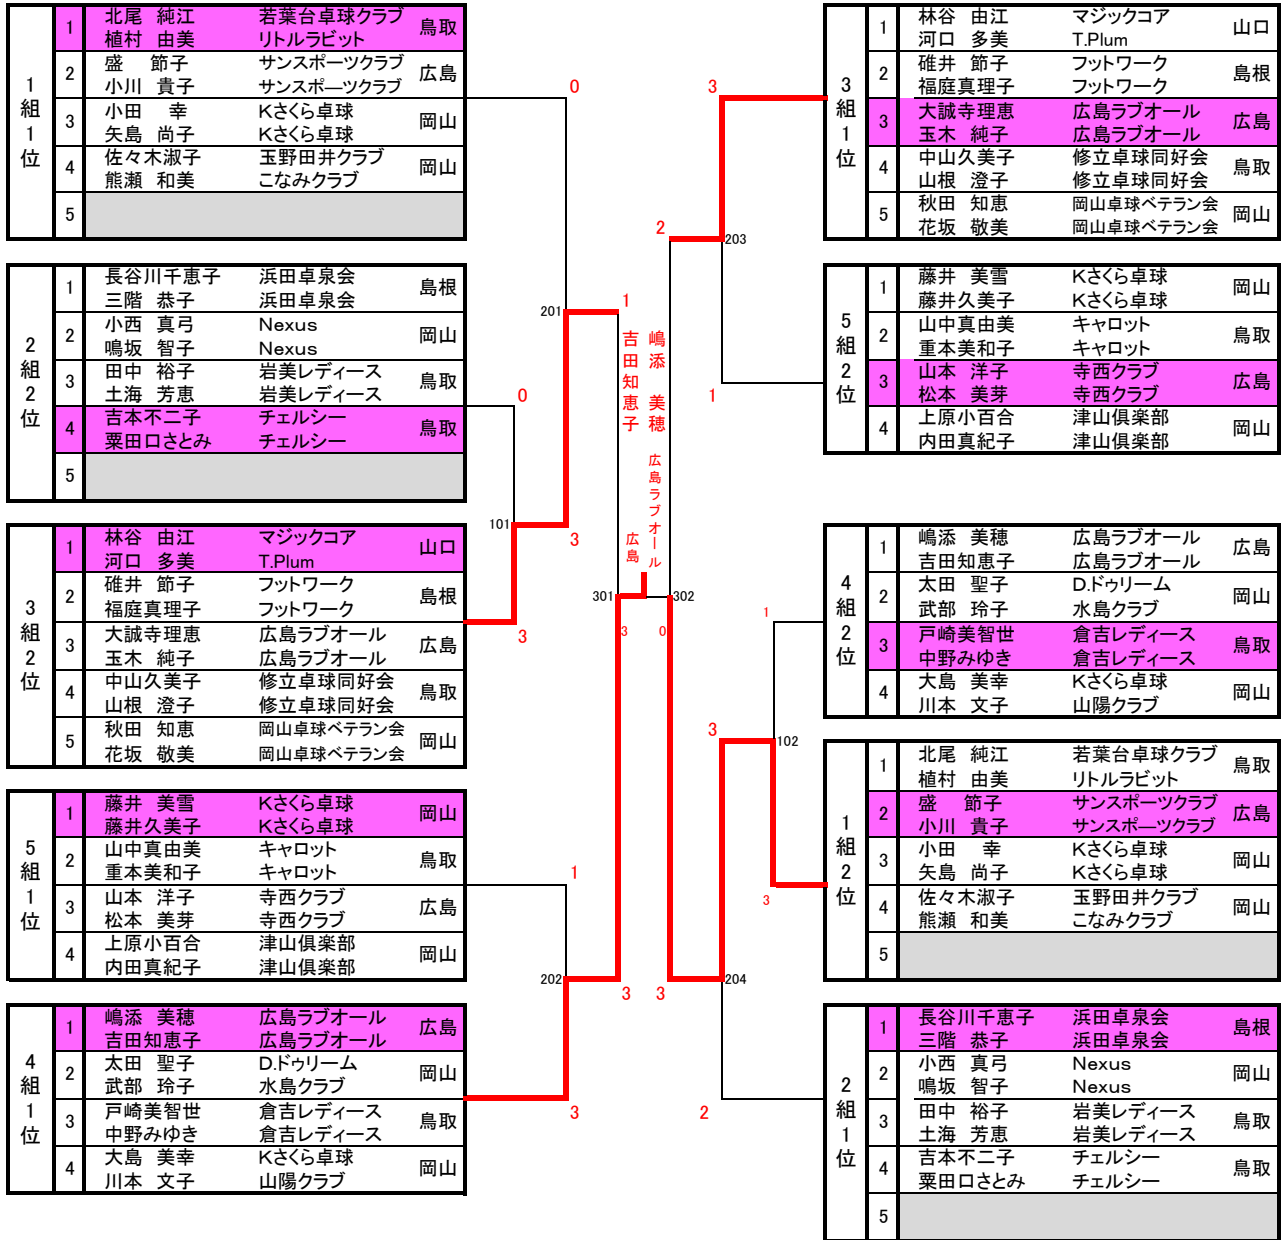 1組1位
1 北尾 純江 若葉台卓球クラブ 鳥取
植村 由美 リトルラビット
2 盛 節子 サンスポーツクラブ 広島
小川 貴子 サンスポーツクラブ
3 小田 幸 Kさくら卓球 岡山
矢島 尚子 Kさくら卓球
4 佐々木淑子 玉野田井クラブ 岡山
熊瀬 和美 こなみクラブ
5
2組2位
1 長谷川千恵子 浜田卓泉会 島根
三階 恭子 浜田卓泉会
2 小西 真弓 Nexus 岡山
鳴坂 智子 Nexus
3 田中 裕子 岩美レディース 鳥取
土海 芳恵 岩美レディース
4 吉本不二子 チェルシー 鳥取
粟田口さとみ チェルシー
5
3組2位
1 林谷 由江 マジックコア 山口
河口 多美 T.Plum
2 碓井 節子 フットワーク 島根
福庭真理子 フットワーク
3 大誠寺理恵 広島ラブオール 広島
玉木 純子 広島ラブオール
4 中山久美子 修立卓球同好会 鳥取
山根 澄子 修立卓球同好会
5 秋田 知恵 岡山卓球ベテラン会 岡山
花坂 敬美 岡山卓球ベテラン会
5組1位
1 藤井 美雪 Kさくら卓球 岡山
藤井久美子 Kさくら卓球
2 山中真由美 キャロット 鳥取
重本美和子 キャロット
3 山本 洋子 寺西クラブ 広島
松本 美芽 寺西クラブ
4 上原小百合 津山倶楽部 岡山
内田真紀子 津山倶楽部
4組1位
1 嶋添 美穂 広島ラブオール 広島
吉田知恵子 広島ラブオール
2 太田 聖子 D.ドゥリーム 岡山
武部 玲子 水島クラブ
3 戸崎美智世 倉吉レディース 鳥取
中野みゆき 倉吉レディース
4 大島 美幸 Kさくら卓球 岡山
川本 文子 山陽クラブ
0
201
1
0
101
3
3
301
3
1
202
3
3
嶋添 美穂
吉田知恵子
広島ラブオール
広島
3
2
203
1
302
0
1
3
102
3
3
204
2
3組1位
1 林谷 由江 マジックコア 山口
河口 多美 T.Plum
2 碓井 節子 フットワーク 島根
福庭真理子 フットワーク
3 大誠寺理恵 広島ラブオール 広島
玉木 純子 広島ラブオール
4 中山久美子 修立卓球同好会 鳥取
山根 澄子 修立卓球同好会
5 秋田 知恵 岡山卓球ベテラン会 岡山
花坂 敬美 岡山卓球ベテラン会
5組2位
1 藤井 美雪 Kさくら卓球 岡山
藤井久美子 Kさくら卓球
2 山中真由美 キャロット 鳥取
重本美和子 キャロット
3 山本 洋子 寺西クラブ 広島
松本 美芽 寺西クラブ
4 上原小百合 津山倶楽部 岡山
内田真紀子 津山倶楽部
4組2位
1 嶋添 美穂 広島ラブオール 広島
吉田知恵子 広島ラブオール
2 太田 聖子 D.ドゥリーム 岡山
武部 玲子 水島クラブ
3 戸崎美智世 倉吉レディース 鳥取
中野みゆき 倉吉レディース
4 大島 美幸 Kさくら卓球 岡山
川本 文子 山陽クラブ
1組2位
1 北尾 純江 若葉台卓球クラブ 鳥取
植村 由美 リトルラビット
2 盛 節子 サンスポーツクラブ 広島
小川 貴子 サンスポーツクラブ
3 小田 幸 Kさくら卓球 岡山
矢島 尚子 Kさくら卓球
4 佐々木淑子 玉野田井クラブ 岡山
熊瀬 和美 こなみクラブ
5
2組1位
1 長谷川千恵子 浜田卓泉会 島根
三階 恭子 浜田卓泉会
2 小西 真弓 Nexus 岡山
鳴坂 智子 Nexus
3 田中 裕子 岩美レディース 鳥取
土海 芳恵 岩美レディース
4 吉本不二子 チェルシー 鳥取
粟田口さとみ チェルシー
5